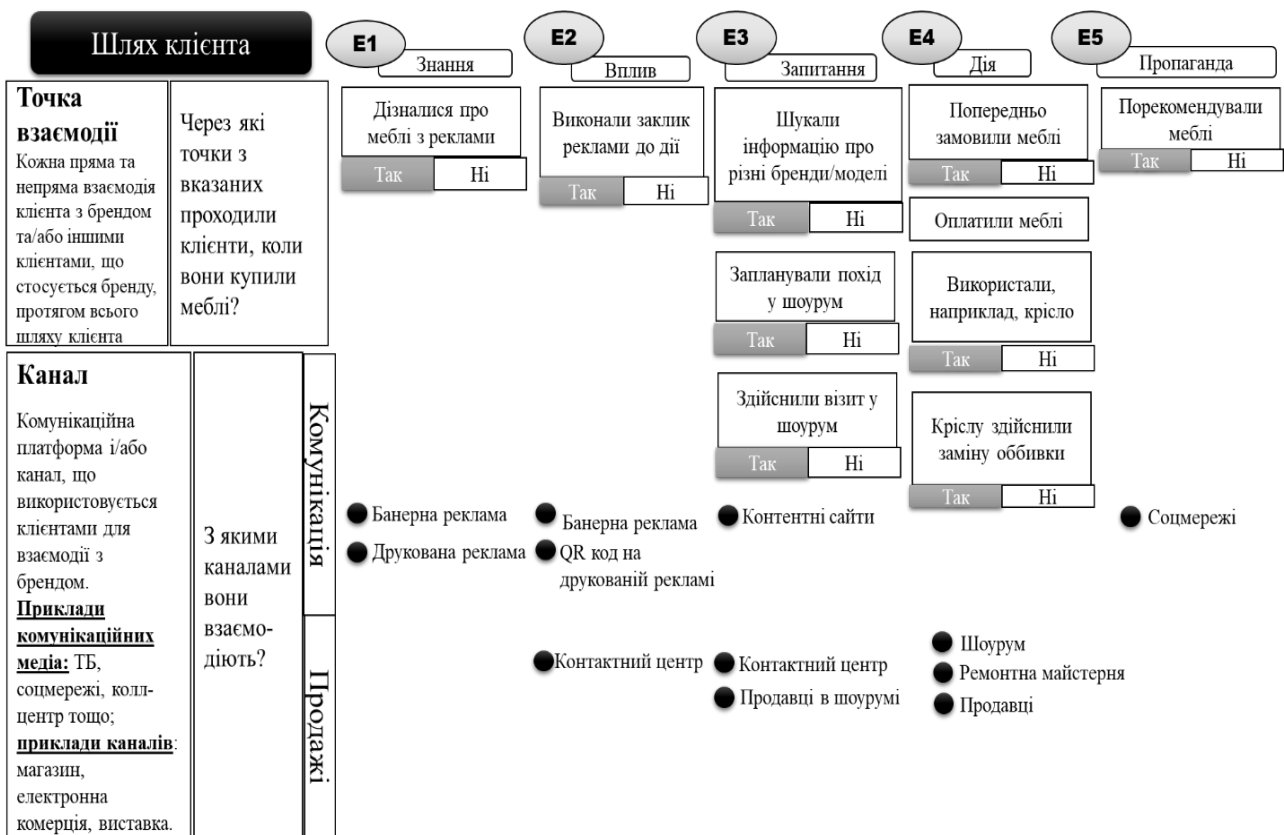 Шлях клієнта
E1
Знання
E2
Вплив
E3
Запитання
E4
Дія
E5
Пропаганда
Точка
взаємодії
Кожна пряма та
непряма взаємодія
клієнта з брендом
та/або іншими
клієнтами, що
стосується бренду,
протягом всього
шляху клієнта
Через які
точки з
вказаних
проходили
клієнти, коли
вони купили
меблі?
Дізналися про
меблі з реклами
Так
Ні
Виконали заклик
реклами до дії
Так
Ні
Шукали
інформацію про
різні бренди/моделі
Так
Ні
Запланували похід
у шоурум
Так
Ні
Здійснили візит у
шоурум
Так
Ні
Попередньо
замовили меблі
Так
Ні
Оплатили меблі
Використали,
наприклад, крісло
Так
Ні
Кріслу здійснили
заміну оббивки
Так
Ні
Порекомендували
меблі
Так
Ні
Канал
Комунікаційна
платформа і/або
канал, що
використовується
клієнтами для
взаємодії з
брендом.
Приклади
комунікаційних
медіа: ТБ,
соцмережі, колл-
центр тощо;
приклади каналів:
магазин,
електронна
комерція, виставка.
З якими
каналами
вони
взаємо-
діють?
Комунікація
Банерна реклама
Друкована реклама
Банерна реклама
QR код на
друкованій рекламі
Контентні сайти
Соцмережі
Продажі
Контактний центр
Контактний центр
Продавці в шоурумі
Шоурум
Ремонтна майстерня
Продавці